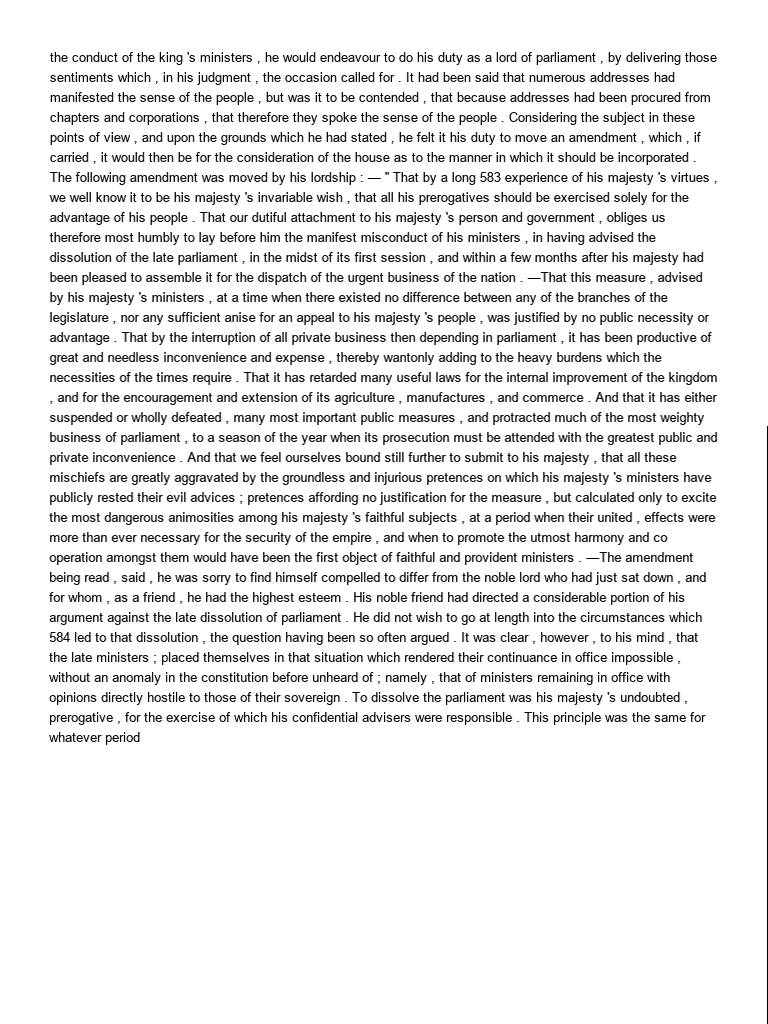 the conduct of the king 's ministers , he would endeavour to do his duty as a lord of parliament , by delivering those
sentiments which , in his judgment , the occasion called for . It had been said that numerous addresses had
manifested the sense of the people , but was it to be contended , that because addresses had been procured from
chapters and corporations , that therefore they spoke the sense of the people . Considering the subject in these
points of view , and upon the grounds which he had stated , he felt it his duty to move an amendment , which , if
carried , it would then be for the consideration of the house as to the manner in which it should be incorporated .
The following amendment was moved by his lordship : — " That by a long 583 experience of his majesty 's virtues ,
we well know it to be his majesty 's invariable wish , that all his prerogatives should be exercised solely for the
advantage of his people . That our dutiful attachment to his majesty 's person and government , obliges us
therefore most humbly to lay before him the manifest misconduct of his ministers , in having advised the
dissolution of the late parliament , in the midst of its first session , and within a few months after his majesty had
been pleased to assemble it for the dispatch of the urgent business of the nation . —That this measure , advised
by his majesty 's ministers , at a time when there existed no difference between any of the branches of the
legislature , nor any sufficient anise for an appeal to his majesty 's people , was justified by no public necessity or
advantage . That by the interruption of all private business then depending in parliament , it has been productive of
great and needless inconvenience and expense , thereby wantonly adding to the heavy burdens which the
necessities of the times require . That it has retarded many useful laws for the internal improvement of the kingdom
, and for the encouragement and extension of its agriculture , manufactures , and commerce . And that it has either
suspended or wholly defeated , many most important public measures , and protracted much of the most weighty
business of parliament , to a season of the year when its prosecution must be attended with the greatest public and
private inconvenience . And that we feel ourselves bound still further to submit to his majesty , that all these
mischiefs are greatly aggravated by the groundless and injurious pretences on which his majesty 's ministers have
publicly rested their evil advices ; pretences affording no justification for the measure , but calculated only to excite
the most dangerous animosities among his majesty 's faithful subjects , at a period when their united , effects were
more than ever necessary for the security of the empire , and when to promote the utmost harmony and co
operation amongst them would have been the first object of faithful and provident ministers . —The amendment
being read , said , he was sorry to find himself compelled to differ from the noble lord who had just sat down , and
for whom , as a friend , he had the highest esteem . His noble friend had directed a considerable portion of his
argument against the late dissolution of parliament . He did not wish to go at length into the circumstances which
584 led to that dissolution , the question having been so often argued . It was clear , however , to his mind , that
the late ministers ; placed themselves in that situation which rendered their continuance in office impossible ,
without an anomaly in the constitution before unheard of ; namely , that of ministers remaining in office with
opinions directly hostile to those of their sovereign . To dissolve the parliament was his majesty 's undoubted ,
prerogative , for the exercise of which his confidential advisers were responsible . This principle was the same for
whatever period